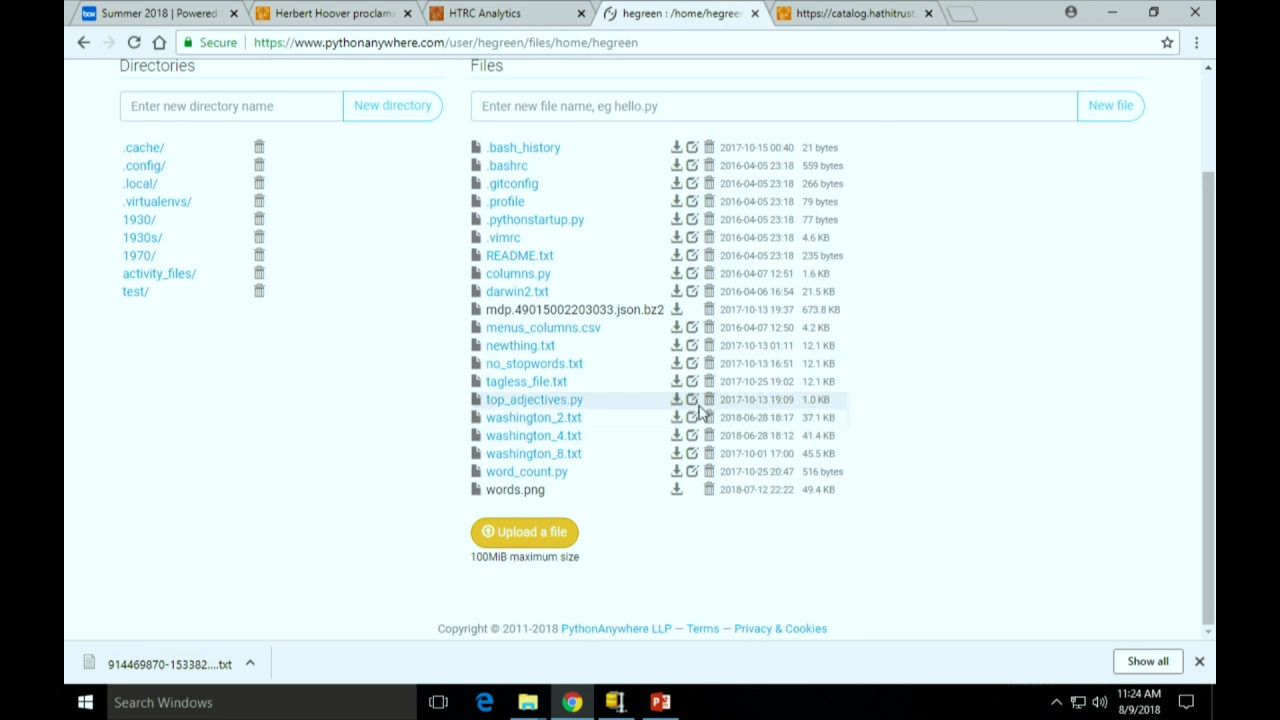 Summer 2018 | Powered
Herbert Hoover proclama
HTRC Analytics
hegreen : /home/hegree
https://catalog.hathitrust
Secure
https://www.pythonanywhere.com/user/hegreen/files/home/hegreen
Directories
Files
Enter new directory name
New directory
Enter new file name, eg hello.py
New file
.cache/
.config/
.local/
.virtualenvs/
1930/
1930s/
1970/
activity_files/
test/
.bash_history 2017-10-15 00:40 21 bytes
.bashrc 2016-04-05 23:18 559 bytes
.gitconfig 2016-04-05 23:18 266 bytes
.profile 2016-04-05 23:18 79 bytes
.pythonstartup.py 2016-04-05 23:18 77 bytes
.vimrc 2016-04-05 23:18 4.6 KB
README.txt 2016-04-05 23:18 235 bytes
columns.py 2016-04-07 12:51 1.6 KB
darwin2.txt 2016-04-06 16:54 21.5 KB
mdp.49015002203033.json.bz2 2017-10-13 19:37 673.8 KB
menus_columns.csv 2016-04-07 12:50 4.2 KB
newthing.txt 2017-10-13 01:11 12.1 KB
no_stopwords.txt 2017-10-13 16:51 12.1 KB
tagless_file.txt 2017-10-25 19:02 12.1 KB
top_adjectives.py 2017-10-13 19:09 1.0 KB
washington_2.txt 2018-06-28 18:17 37.1 KB
washington_4.txt 2018-06-28 18:12 41.4 KB
washington_8.txt 2017-10-01 17:00 45.5 KB
word_count.py 2017-10-25 20:47 516 bytes
words.png 2018-07-12 22:22 49.4 KB
Upload a file
100MiB maximum size
Copyright © 2011-2018 PythonAnywhere LLP — Terms — Privacy & Cookies
914469870-153382....txt
Show all
Search Windows
11:24 AM
8/9/2018